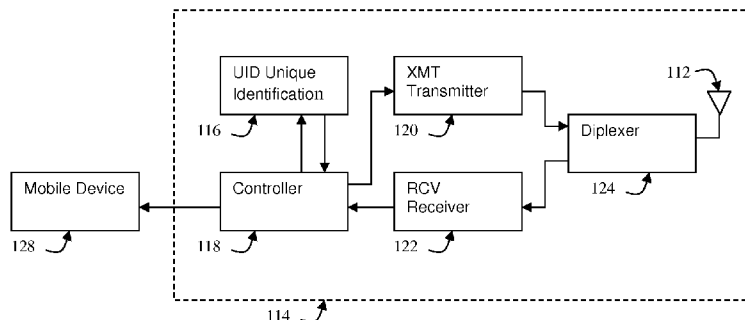 UID Unique
Identification
116
XMT
Transmitter
120
112
Diplexer
124
Mobile Device
128
Controller
118
RCV
Receiver
122
114